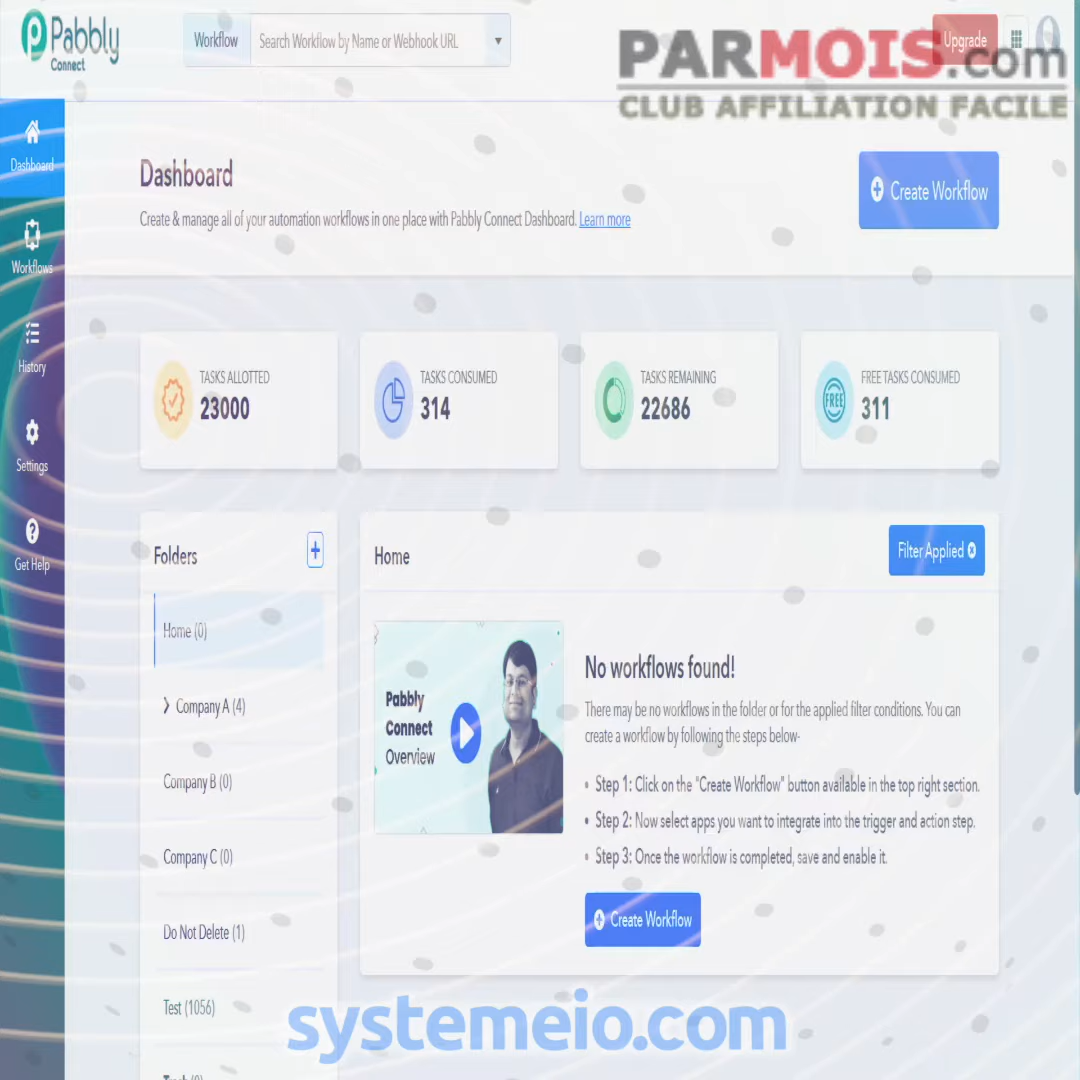 Pabbly
Connect
Workflow
Search Workflow by Name or Webhook URL
Upgrade
PARMOIS.com
CLUB AFFILIATION FACILE
Dashboard
Workflows
History
Settings
Get Help
Dashboard
Create & manage all of your automation workflows in one place with Pabbly Connect Dashboard. Learn more
Create Workflow
TASKS ALLOTTED
23000
TASKS CONSUMED
314
TASKS REMAINING
22686
FREE
FREE TASKS CONSUMED
311
Folders
Home (0)
Company A (4)
Company B (0)
Company C (0)
Do Not Delete (1)
Test (1056)
Home
Filter Applied
Pabbly
Connect
Overview
No workflows found!
There may be no workflows in the folder or for the applied filter conditions. You can
create a workflow by following the steps below-
• Step 1: Click on the "Create Workflow" button available in the top right section.
• Step 2: Now select apps you want to integrate into the trigger and action step.
• Step 3: Once the workflow is completed, save and enable it.
Create Workflow
systemeio.com